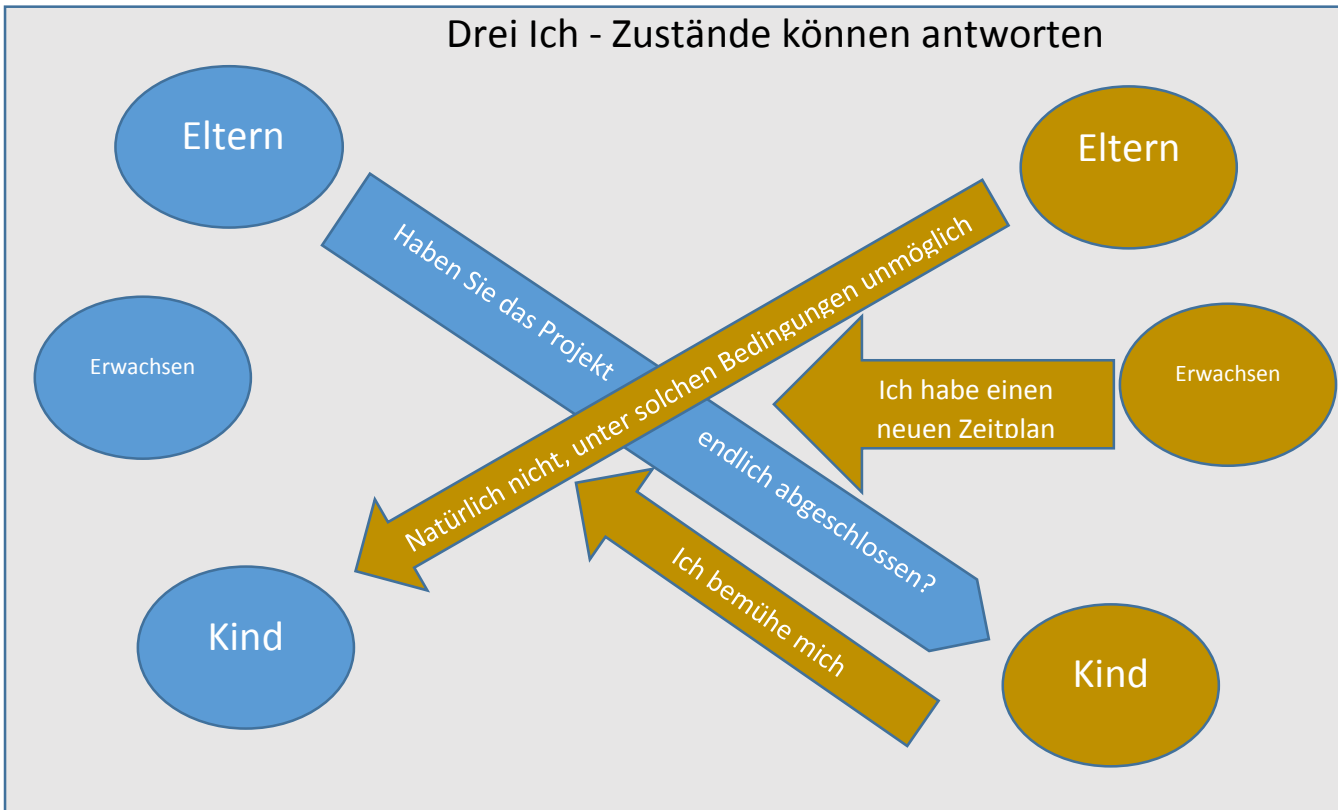 Drei Ich - Zustände können antworten
Eltern
Eltern
Haben Sie das Projekt endlich abgeschlossen?
Natürlich nicht, unter solchen Bedingungen unmöglich
Erwachsen
Ich habe einen
neuen Zeitplan
Erwachsen
Ich bemühe mich
Kind
Kind